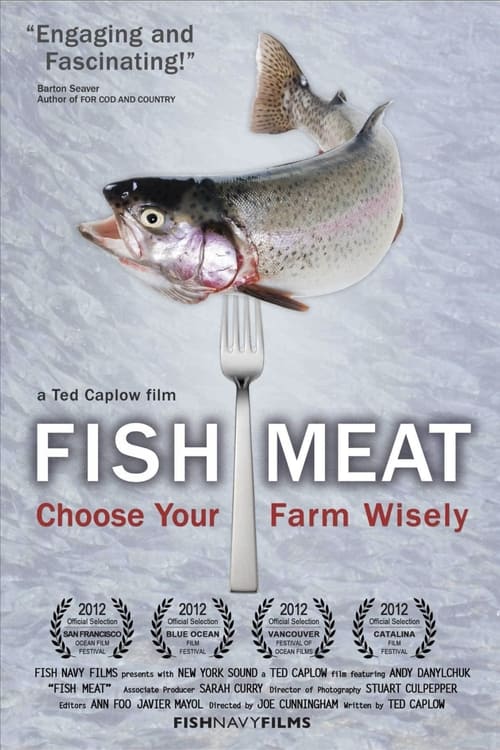 “Engaging and
Fascinating!”
Barton Seaver
Author of FOR COD AND COUNTRY
a Ted Caplow film
FISH MEAT
Choose Your Farm Wisely
2012 2012 2012 2012
Official Selection Official Selection Official Selection Official Selection
SAN FRANCISCO BLUE OCEAN VANCOUVER CATALINA
OCEAN FILM FILM FESTIVAL OF FILM
FESTIVAL FESTIVAL OCEAN FILMS FESTIVAL
FISH NAVY FILMS presents with NEW YORK SOUND a TED CAPLOW film featuring ANDY DANYLCHUK
“FISH MEAT” Associate Producer SARAH CURRY Director of Photography STUART CULPEPPER
Editors ANN FOO JAVIER MAYOL Directed by JOE CUNNINGHAM Written by TED CAPLOW
FISHNAVYFILMS